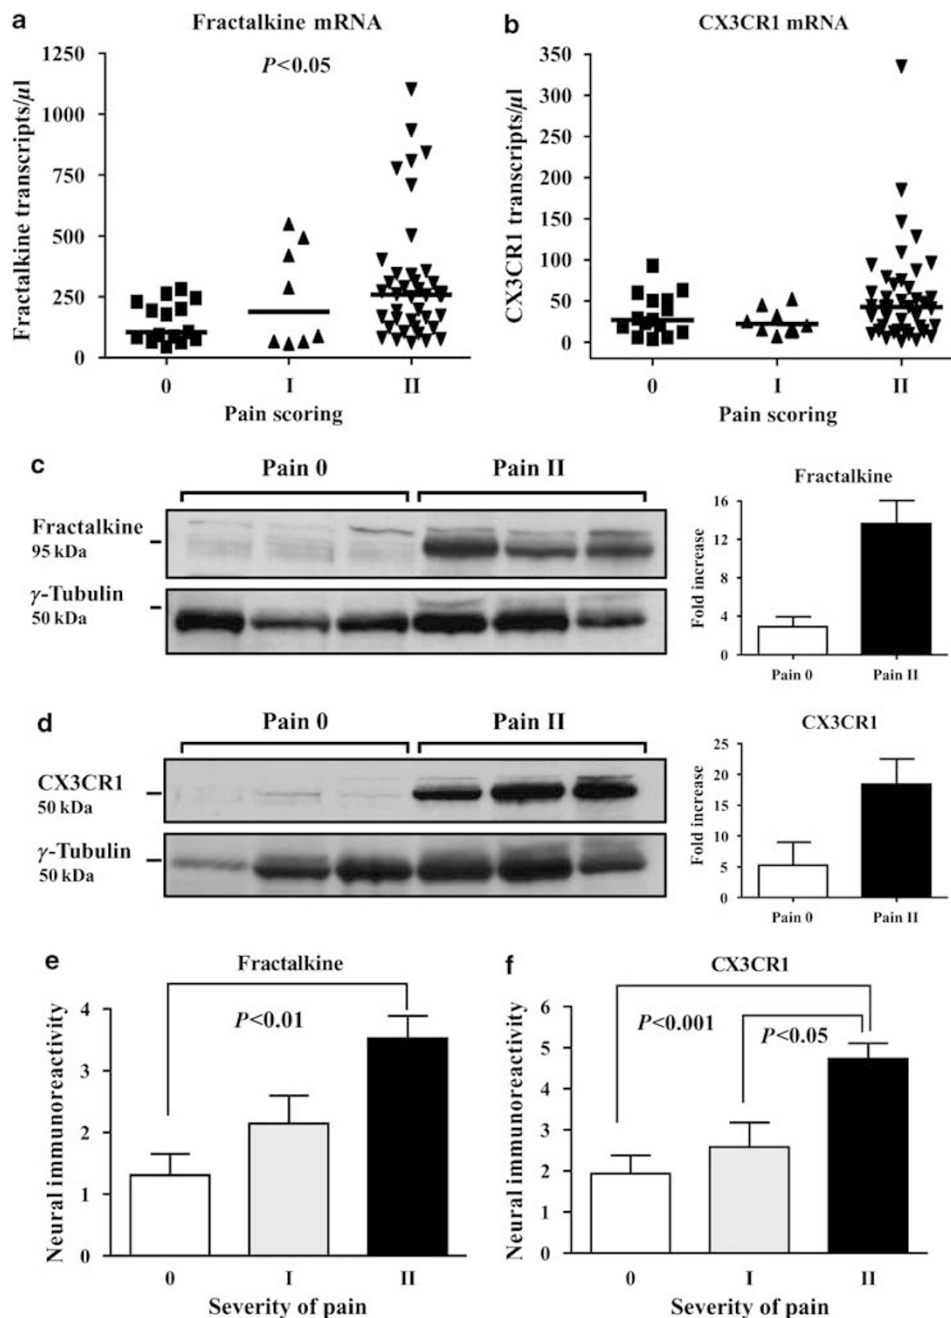 a
Fractalkine mRNA
P<0.05
Fractalkine transcripts/μl
1250
1000
750
500
250
0
0 I II
Pain scoring
b
CX3CR1 mRNA
CX3CR1 transcripts/μl
350
300
250
200
150
100
50
0
0 I II
Pain scoring
c
Pain 0 Pain II
Fractalkine
95 kDa
γ-Tubulin
50 kDa
Fractalkine
Fold increase
16
12
8
4
0
Pain 0 Pain II
d
Pain 0 Pain II
CX3CR1
50 kDa
γ-Tubulin
50 kDa
CX3CR1
Fold increase
25
20
15
10
5
0
Pain 0 Pain II
e
Fractalkine
P<0.01
Neural immunoreactivity
4
3
2
1
0
0 I II
Severity of pain
f
CX3CR1
P<0.001
P<0.05
Neural immunoreactivity
6
5
4
3
2
1
0
0 I II
Severity of pain